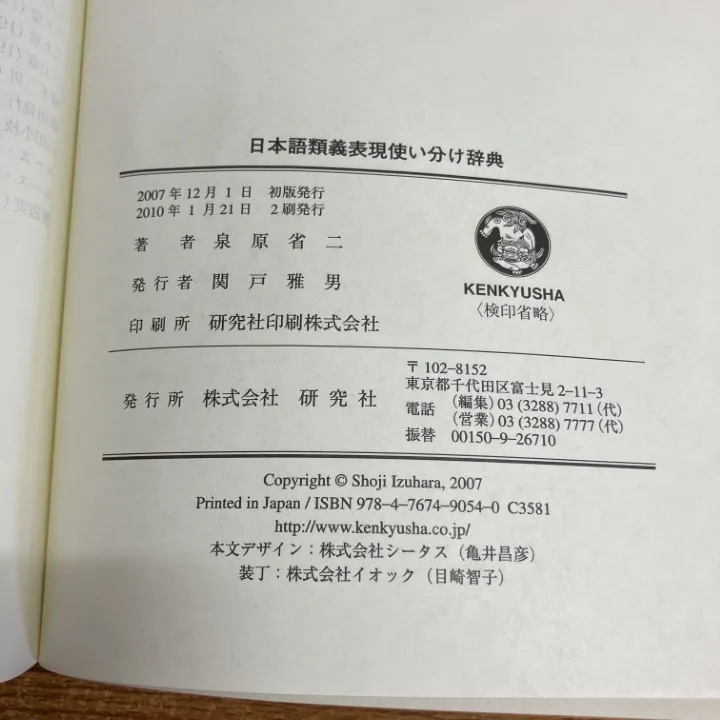 日本語類義表現使い分け辞典
2007年12月1日 初版発行
2010年1月21日 2刷発行
著者 泉原省二
発行者 関戸雅男
印刷所 研究社印刷株式会社
KENKYUSHA
〈検印省略〉
発行所 株式会社 研究社
〒102-8152
東京都千代田区富士見2-11-3
電話 (編集) 03 (3288) 7711 (代)
(営業) 03 (3288) 7777 (代)
振替 00150-9-26710
Copyright © Shoji Izuhara, 2007
Printed in Japan / ISBN 978-4-7674-9054-0 C3581
http://www.kenkyusha.co.jp/
本文デザイン：株式会社シータス（亀井昌彦）
装丁：株式会社イオック（目崎智子）